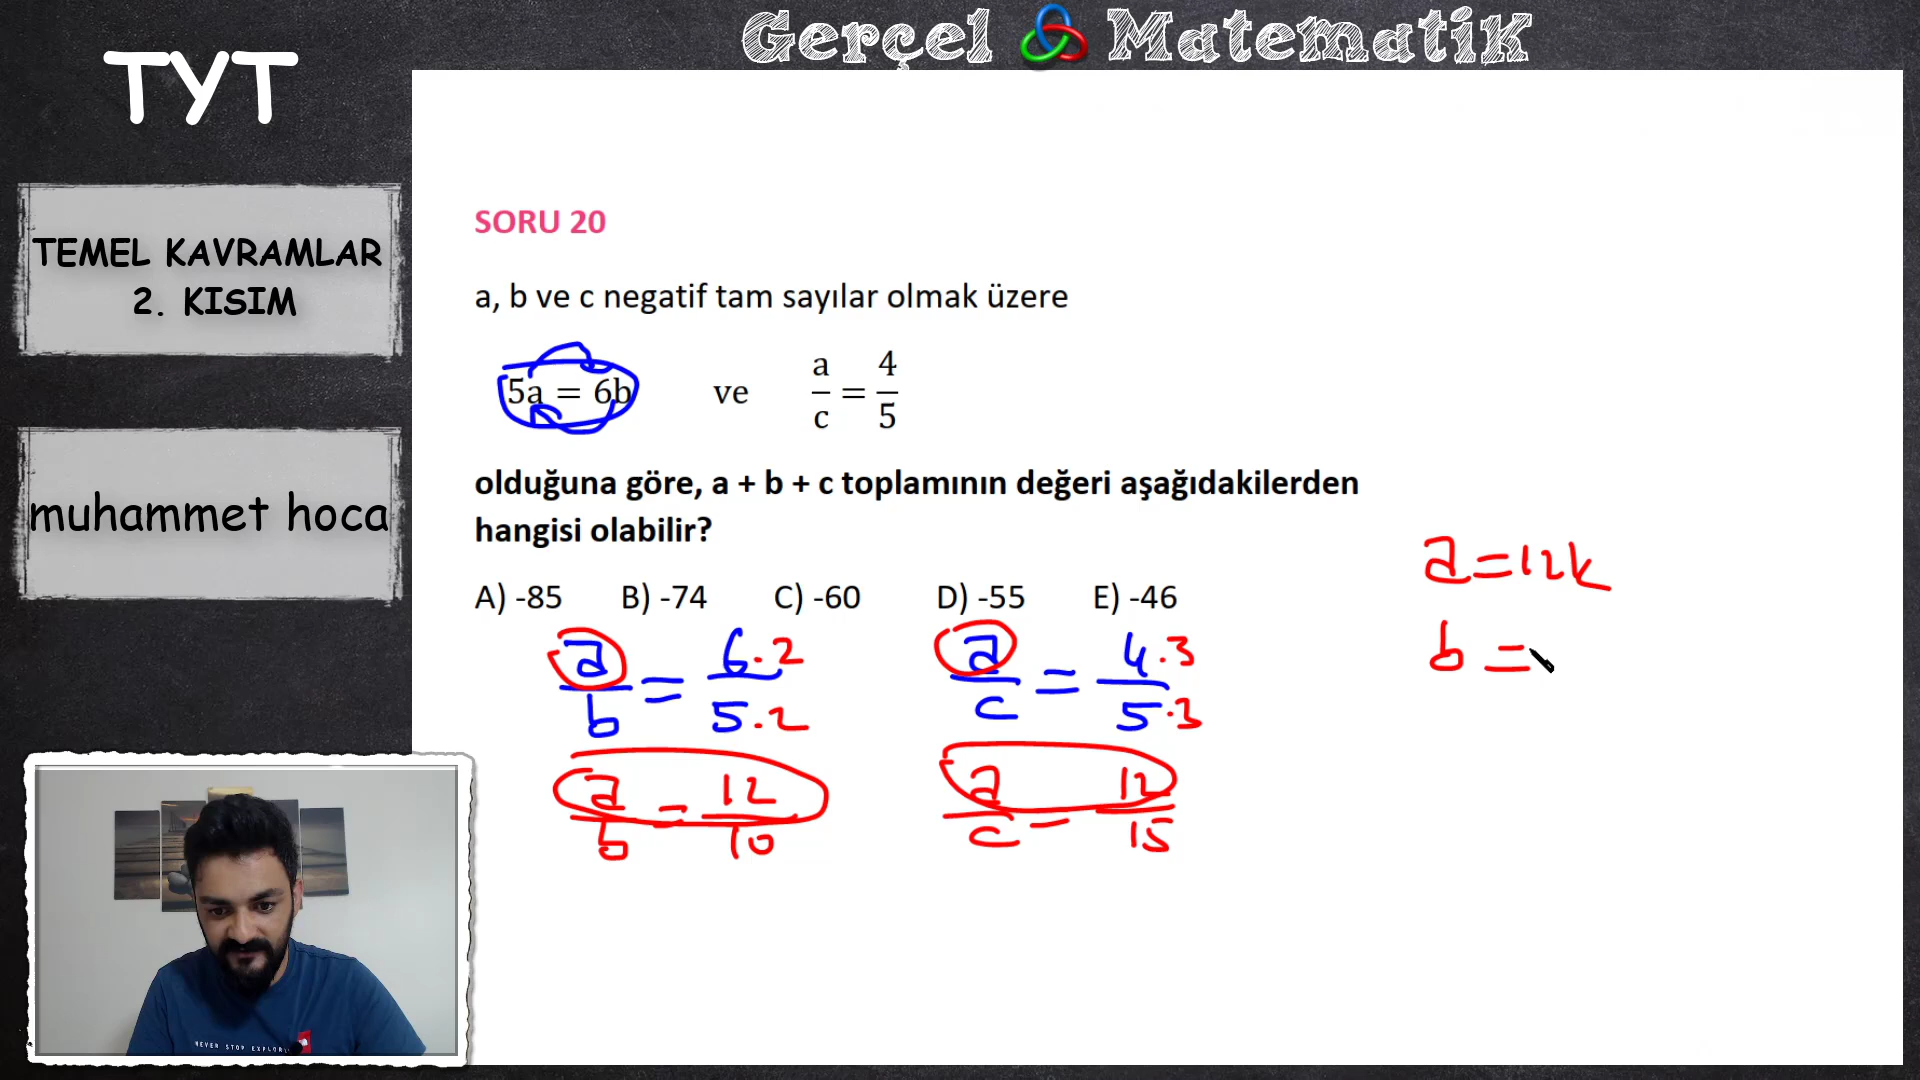 Gerçel Matematik
TYT
TEMEL KAVRAMLAR
2. KISIM
muhammet hoca
SORU 20
a, b ve c negatif tam sayılar olmak üzere
5a = 6b ve a/c = 4/5
olduğuna göre, a + b + c toplamının değeri aşağıdakilerden
hangisi olabilir?
A) -85 B) -74 C) -60 D) -55 E) -46
a/b = 6.2/5.2 a/c = 4.3/5.3
a/b = 12/10 a/c = 12/15
a = 12k
b =
NEVER STOP EXPLORI